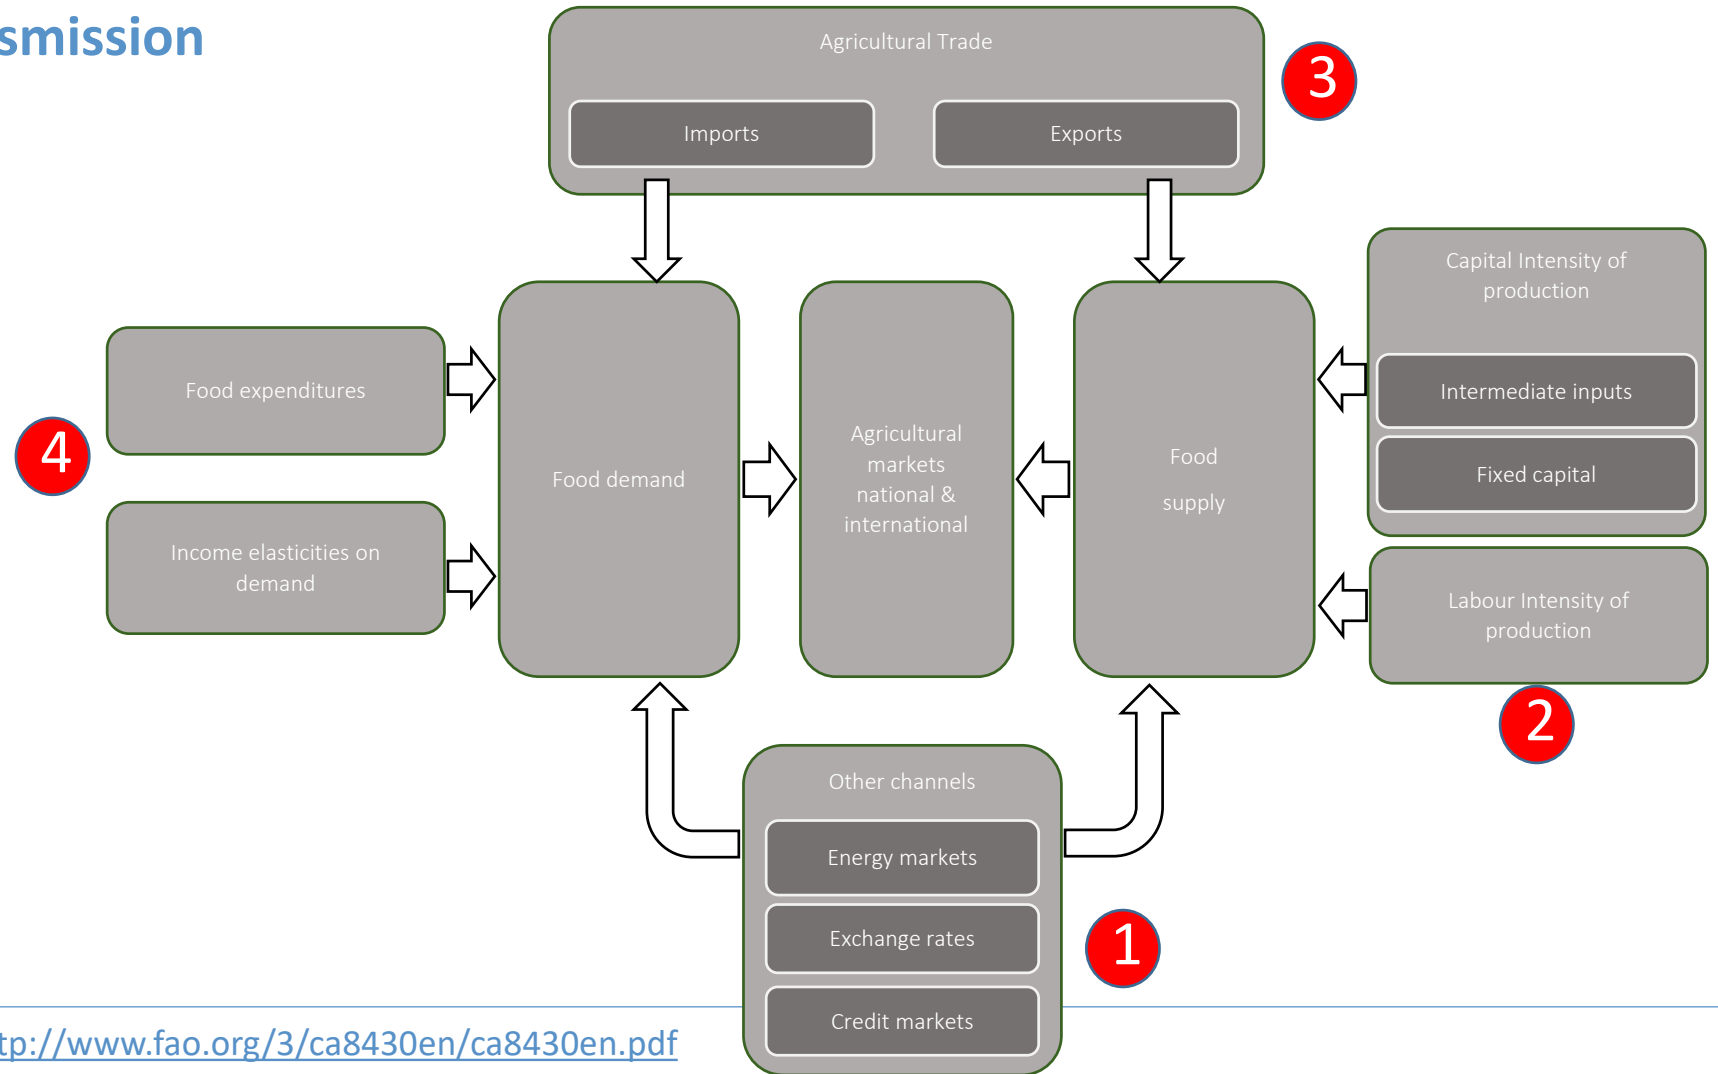 smission
Agricultural Trade
3
Imports
Exports
Capital Intensity of
production
Intermediate inputs
Fixed capital
Food expenditures
4
Income elasticities on
demand
Food demand
Agricultural
markets
national &
international
Food
supply
Labour Intensity of
production
2
Other channels
Energy markets
Exchange rates
1
Credit markets
tp://www.fao.org/3/ca8430en/ca8430en.pdf